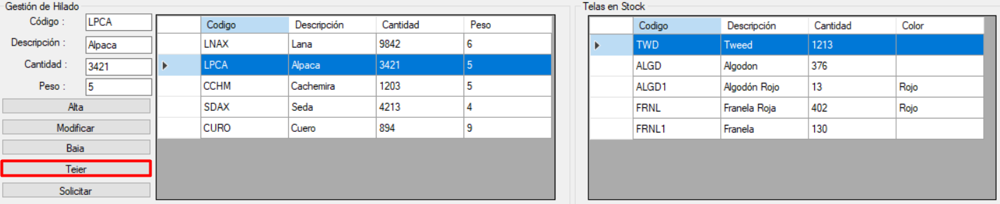 Gestión de Hilado
Código : LPCA
Descripción : Alpaca
Cantidad : 3421
Peso : 5
Alta
Modificar
Baja
Tejer
Solicitar
Codigo Descripción Cantidad Peso
LNAX Lana 9842 6
LPCA Alpaca 3421 5
CCHM Cachemira 1203 5
SDAX Seda 4213 4
CURO Cuero 894 9
Telas en Stock
Codigo Descripción Cantidad Color
TWD Tweed 1213
ALGD Algodon 376
ALGD1 Algodón Rojo 13 Rojo
FRNL Franela Roja 402 Rojo
FRNL1 Franela 130